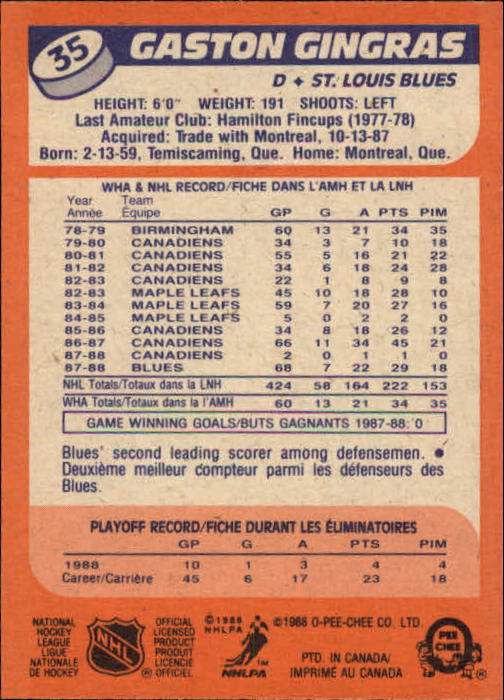 35
GASTON GINGRAS
D ♦ ST. LOUIS BLUES
HEIGHT: 6'0" WEIGHT: 191 SHOOTS: LEFT
Last Amateur Club: Hamilton Fincups (1977-78)
Acquired: Trade with Montreal, 10-13-87
Born: 2-13-59, Temiscaming, Que. Home: Montreal, Que.
WHA & NHL RECORD/FICHE DANS L'AMH ET LA LNH
Year Team
Année Équipe GP G A PTS PIM
78-79 BIRMINGHAM 60 13 21 34 35
79-80 CANADIENS 34 3 7 10 18
80-81 CANADIENS 55 5 16 21 22
81-82 CANADIENS 34 6 18 24 28
82-83 CANADIENS 22 1 8 9 8
82-83 MAPLE LEAFS 45 10 18 28 10
83-84 MAPLE LEAFS 59 7 20 27 16
84-85 MAPLE LEAFS 5 0 2 2 0
85-86 CANADIENS 34 8 18 26 12
86-87 CANADIENS 66 11 34 45 21
87-88 CANADIENS 2 0 1 1 0
87-88 BLUES 68 7 22 29 18
NHL Totals/Totaux dans la LNH 424 58 164 222 153
WHA Totals/Totaux dans la l'AMH 60 13 21 34 35
GAME WINNING GOALS/BUTS GAGNANTS 1987-88: 0
Blues' second leading scorer among defensemen. •
Deuxième meilleur compteur parmi les défenseurs des
Blues.
PLAYOFF RECORD/FICHE DURANT LES ÉLIMINATOIRES
GP G A PTS PIM
1988 10 1 3 4 4
Career/Carrière 45 6 17 23 18
NATIONAL
HOCKEY
LEAGUE
LIGUE
NATIONALE
DE HOCKEY
NHL
®
OFFICIAL
LICENSED
PRODUCT
PRODUIT
LICENCIE
OFFICIEL
©1988
NHLPA
™
NHLPA
©1988 O-PEE-CHEE CO. LTD.
PTD. IN CANADA/
IMPRIMÉ AU CANADA
PEE
CHEE
®